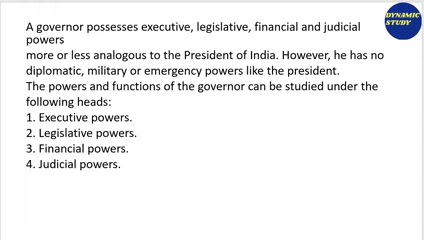 DYNAMIC
STUDY
A governor possesses executive, legislative, financial and judicial
powers
more or less analogous to the President of India. However, he has no
diplomatic, military or emergency powers like the president.
The powers and functions of the governor can be studied under the
following heads:
1. Executive powers.
2. Legislative powers.
3. Financial powers.
4. Judicial powers.